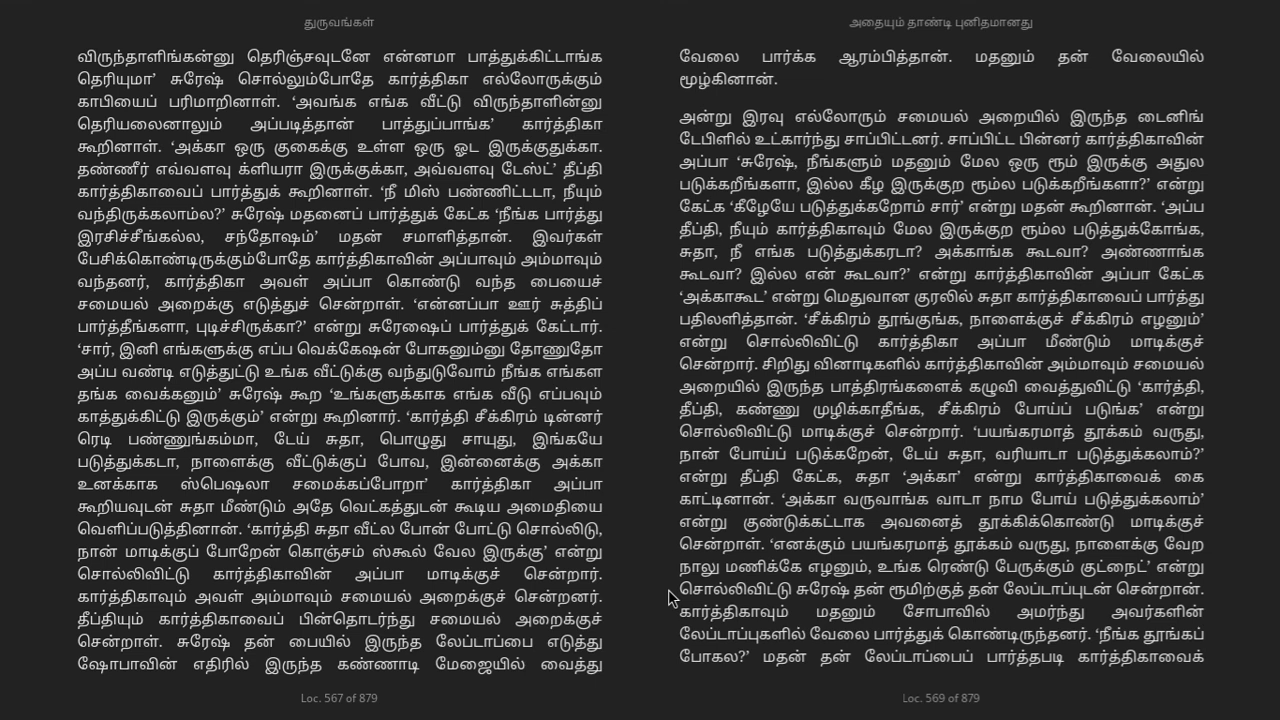 துருவங்கள்
விருந்தாளிங்கன்னு தெரிஞ்சவுடனே என்னமா பாத்துக்கிட்டாங்க
தெரியுமா’ சுரேஷ் சொல்லும்போதே கார்த்திகா எல்லோருக்கும்
காபியைப் பரிமாறினாள். ‘அவங்க எங்க வீட்டு விருந்தாளின்னு
தெரியலைனாலும் அப்படித்தான் பாத்துப்பாங்க’ கார்த்திகா
கூறினாள். ‘அக்கா ஒரு குகைக்கு உள்ள ஒரு ஓட இருக்குதுக்கா.
தண்ணீர் எவ்வளவு க்ளியரா இருக்குக்கா, அவ்வளவு டேஸ்ட்’ தீப்தி
கார்த்திகாவைப் பார்த்துக் கூறினாள். ‘நீ மிஸ் பண்ணிட்டடா, நீயும்
வந்திருக்கலாம்ல?’ சுரேஷ் மதனைப் பார்த்துக் கேட்க ‘நீங்க பார்த்து
இரசிச்சீங்கல்ல, சந்தோஷம்’ மதன் சமாளித்தான். இவர்கள்
பேசிக்கொண்டிருக்கும்போதே கார்த்திகாவின் அப்பாவும் அம்மாவும்
வந்தனர், கார்த்திகா அவள் அப்பா கொண்டு வந்த பையைச்
சமையல் அறைக்கு எடுத்துச் சென்றாள். ‘என்னப்பா ஊர் சுத்திப்
பார்த்தீங்களா, புடிச்சிருக்கா?’ என்று சுரேஷைப் பார்த்துக் கேட்டார்.
‘சார், இனி எங்களுக்கு எப்ப வெக்கேஷன் போகனும்னு தோணுதோ
அப்ப வண்டி எடுத்துட்டு உங்க வீட்டுக்கு வந்துடுவோம் நீங்க எங்கள
தங்க வைக்கனும்’ சுரேஷ் கூற ‘உங்களுக்காக எங்க வீடு எப்பவும்
காத்துக்கிட்டு இருக்கும்’ என்று கூறினார். ‘கார்த்தி சீக்கிரம் டின்னர்
ரெடி பண்ணுங்கம்மா, டேய் சுதா, பொழுது சாயுது, இங்கயே
படுத்துக்கடா, நாளைக்கு வீட்டுக்குப் போவ, இன்னைக்கு அக்கா
உனக்காக ஸ்பெஷலா சமைக்கப்போறா’ கார்த்திகா அப்பா
கூறியவுடன் சுதா மீண்டும் அதே வெட்கத்துடன் கூடிய அமைதியை
வெளிப்படுத்தினான். ‘கார்த்தி சுதா வீட்ல போன் போட்டு சொல்லிடு,
நான் மாடிக்குப் போறேன் கொஞ்சம் ஸ்கூல் வேல இருக்கு’ என்று
சொல்லிவிட்டு கார்த்திகாவின் அப்பா மாடிக்குச் சென்றார்.
கார்த்திகாவும் அவள் அம்மாவும் சமையல் அறைக்குச் சென்றனர்.
தீப்தியும் கார்த்திகாவைப் பின்தொடர்ந்து சமையல் அறைக்குச்
சென்றாள். சுரேஷ் தன் பையில் இருந்த லேப்டாப்பை எடுத்து
ஷோபாவின் எதிரில் இருந்த கண்ணாடி மேஜையில் வைத்து
Loc. 567 of 879
அதையும் தாண்டி புனிதமானது
வேலை பார்க்க ஆரம்பித்தான். மதனும் தன் வேலையில்
மூழ்கினான்.
அன்று இரவு எல்லோரும் சமையல் அறையில் இருந்த டைனிங்
டேபிளில் உட்கார்ந்து சாப்பிட்டனர். சாப்பிட்ட பின்னர் கார்த்திகாவின்
அப்பா ‘சுரேஷ், நீங்களும் மதனும் மேல ஒரு ரூம் இருக்கு அதுல
படுக்கறீங்களா, இல்ல கீழ இருக்குற ரூம்ல படுக்கறீங்களா?’ என்று
கேட்க ‘கீழேயே படுத்துக்கறோம் சார்’ என்று மதன் கூறினான். ‘அப்ப
தீப்தி, நீயும் கார்த்திகாவும் மேல இருக்குற ரூம்ல படுத்துக்கோங்க,
சுதா, நீ எங்க படுத்துக்கரடா? அக்காங்க கூடவா? அண்ணாங்க
கூடவா? இல்ல என் கூடவா?’ என்று கார்த்திகாவின் அப்பா கேட்க
‘அக்காகூட’ என்று மெதுவான குரலில் சுதா கார்த்திகாவைப் பார்த்து
பதிலளித்தான். ‘சீக்கிரம் தூங்குங்க, நாளைக்குச் சீக்கிரம் எழனும்’
என்று சொல்லிவிட்டு கார்த்திகா அப்பா மீண்டும் மாடிக்குச்
சென்றார். சிறிது வினாடிகளில் கார்த்திகாவின் அம்மாவும் சமையல்
அறையில் இருந்த பாத்திரங்களைக் கழுவி வைத்துவிட்டு ‘கார்த்தி,
தீப்தி, கண்ணு முழிக்காதீங்க, சீக்கிரம் போய்ப் படுங்க’ என்று
சொல்லிவிட்டு மாடிக்குச் சென்றார். ‘பயங்கரமாத் தூக்கம் வருது,
நான் போய்ப் படுக்கறேன், டேய் சுதா, வரியாடா படுத்துக்கலாம்?’
என்று தீப்தி கேட்க, சுதா ‘அக்கா’ என்று கார்த்திகாவைக் கை
காட்டினான். ‘அக்கா வருவாங்க வாடா நாம போய் படுத்துக்கலாம்’
என்று குண்டுக்கட்டாக அவனைத் தூக்கிக்கொண்டு மாடிக்குச்
சென்றாள். ‘எனக்கும் பயங்கரமாத் தூக்கம் வருது, நாளைக்கு வேற
நாலு மணிக்கே எழனும், உங்க ரெண்டு பேருக்கும் குட்நைட்’ என்று
சொல்லிவிட்டு சுரேஷ் தன் ரூமிற்குத் தன் லேப்டாப்புடன் சென்றான்.
கார்த்திகாவும் மதனும் சோபாவில் அமர்ந்து அவர்களின்
லேப்டாப்புகளில் வேலை பார்த்துக் கொண்டிருந்தனர். ‘நீங்க தூங்கப்
போகல?’ மதன் தன் லேப்டாப்பைப் பார்த்தபடி கார்த்திகாவைக்
Loc. 569 of 879